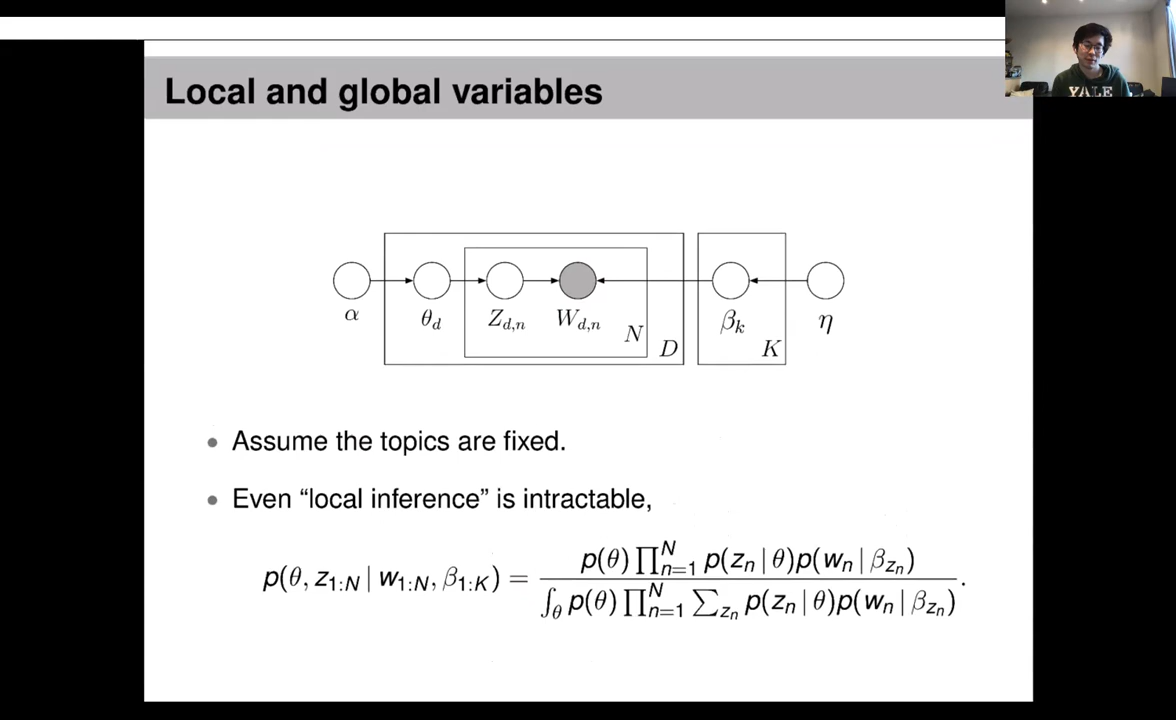 Local and global variables
YALE
α θ_d Z_{d,n} W_{d,n} N D β_k K η
• Assume the topics are fixed.
• Even “local inference” is intractable,
p(θ, z_{1:N} | w_{1:N}, β_{1:K}) = \frac{p(θ) ∏_{n=1}^{N} p(z_n | θ)p(w_n | β_{z_n})}{∫_θ p(θ) ∏_{n=1}^{N} ∑_{z_n} p(z_n | θ)p(w_n | β_{z_n})}.